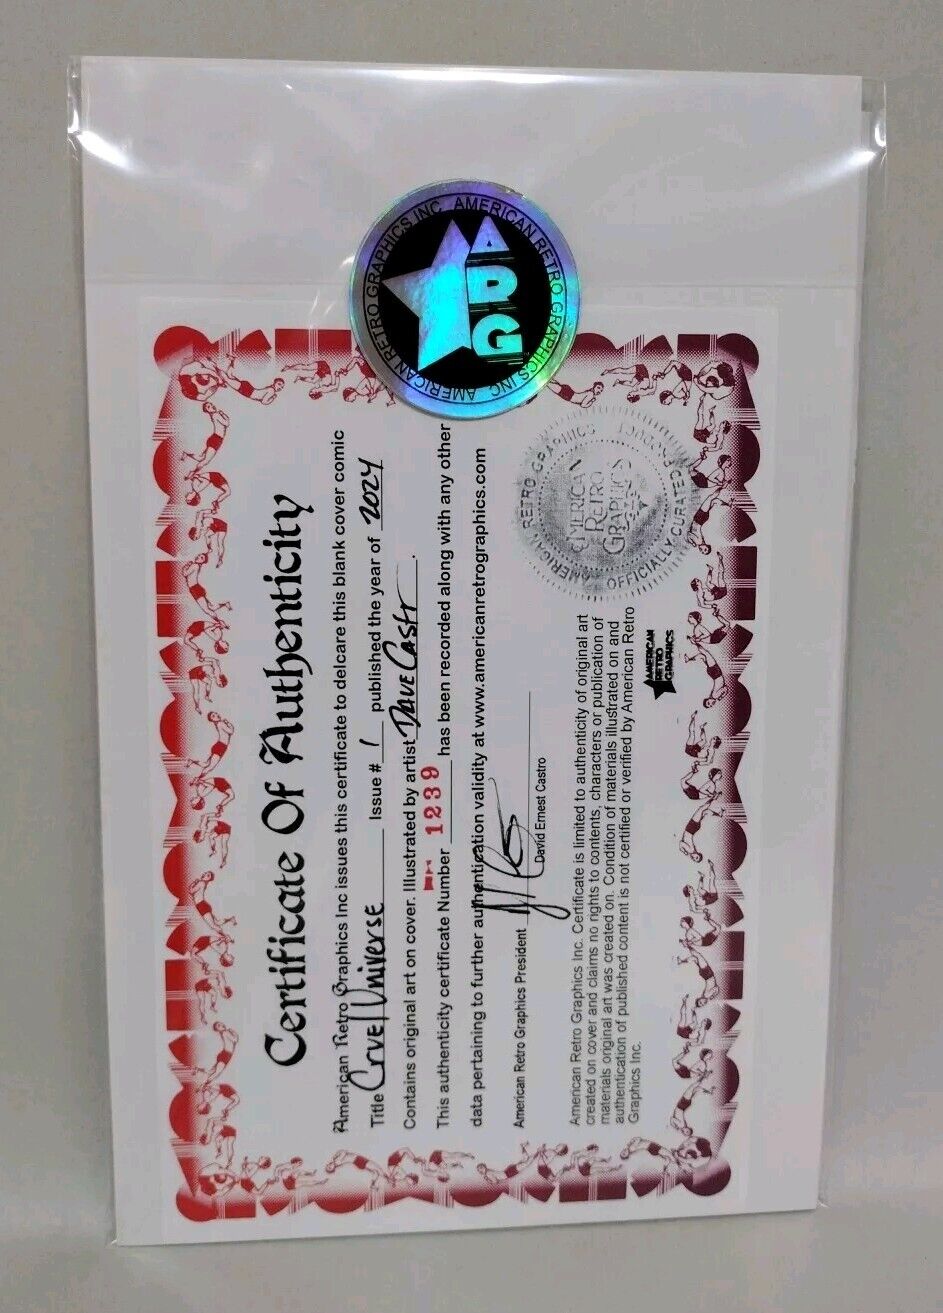 AMERICAN RETRO GRAPHICS INC. AMERICAN RETRO GRAPHICS INC.
ARG
Certificate Of Authenticity
American Retro Graphics Inc issues this certificate to delcare this blank cover comic
Title Cruel Universe Issue # 1 published the year of 2024
Contains original art on cover. Illustrated by artist Dave Castr.
This authenticity certificate Number 1239 has been recorded along with any other
data pertaining to further authentication validity at www.americanretrographics.com
American Retro Graphics President
David Ernest Castro
AMERICAN RETRO GRAPHICS
OFFICIALLY CURATED
AMERICAN
RETRO
GRAPHICS
American Retro Graphics Inc. Certificate is limited to authenticity of original art
created on cover and claims no rights to contents, characters or publication of
materials original art was created on. Condition of materials illustrated on and
authentication of published content is not certified or verified by American Retro
Graphics Inc.
AMERICAN
RETRO
GRAPHICS